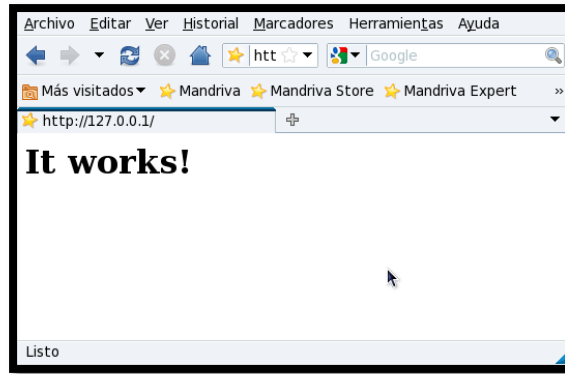 Archivo Editar Ver Historial Marcadores Herramientas Ayuda
htt Google
Más visitados Mandriva Mandriva Store Mandriva Expert »
http://127.0.0.1/
It works!
Listo